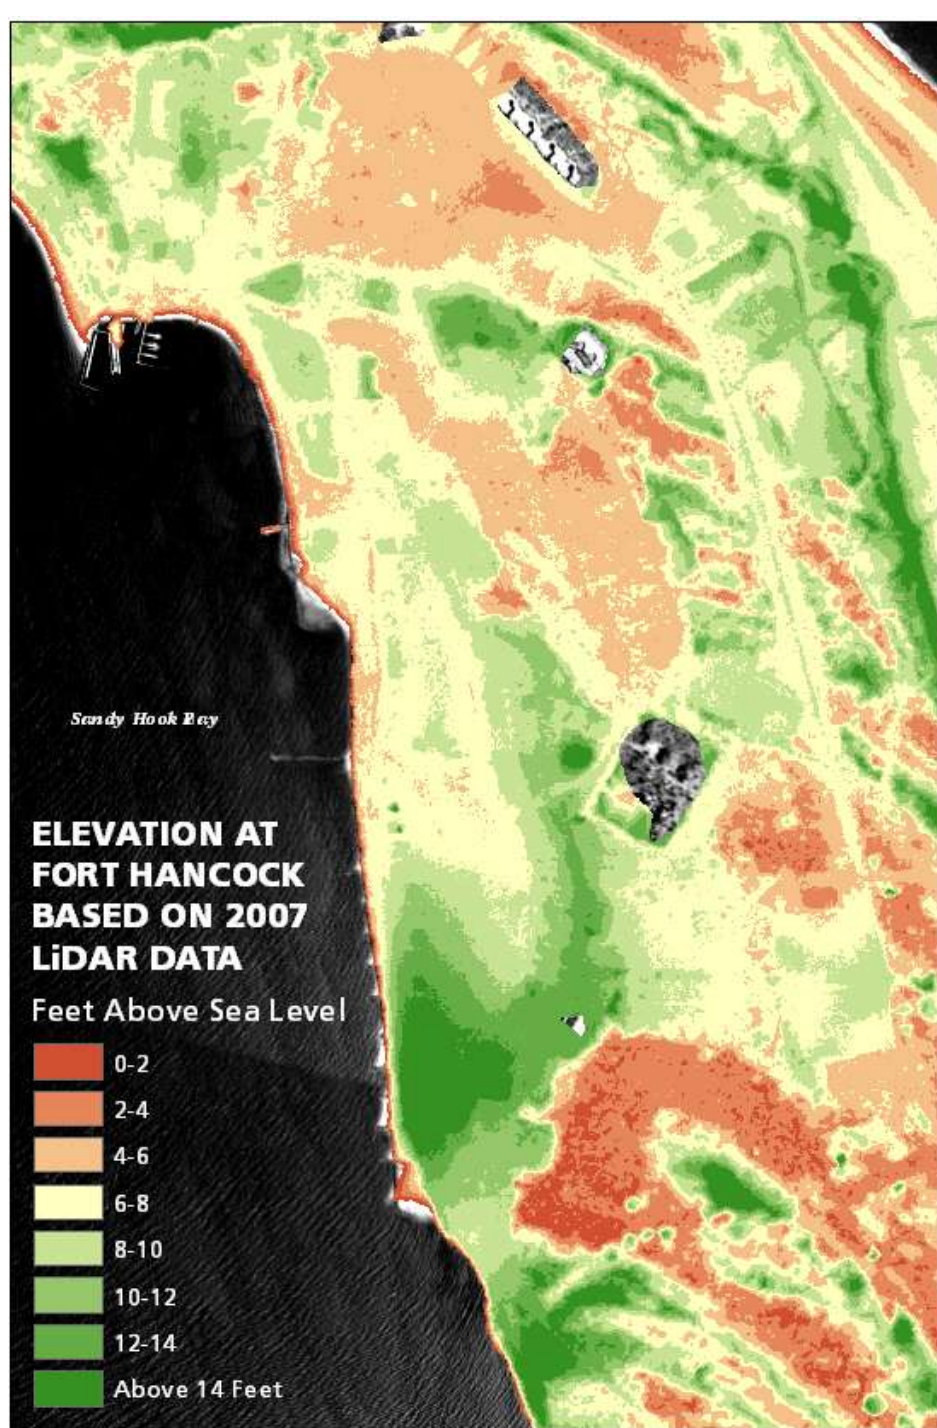 Sandy Hook Bay
ELEVATION AT
FORT HANCOCK
BASED ON 2007
LiDAR DATA
Feet Above Sea Level
0-2
2-4
4-6
6-8
8-10
10-12
12-14
Above 14 Feet